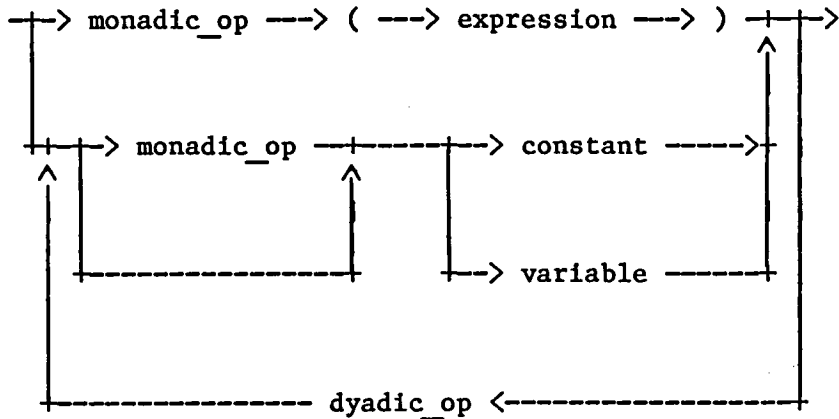 monadic_op ( expression )
monadic_op constant
variable
dyadic_op